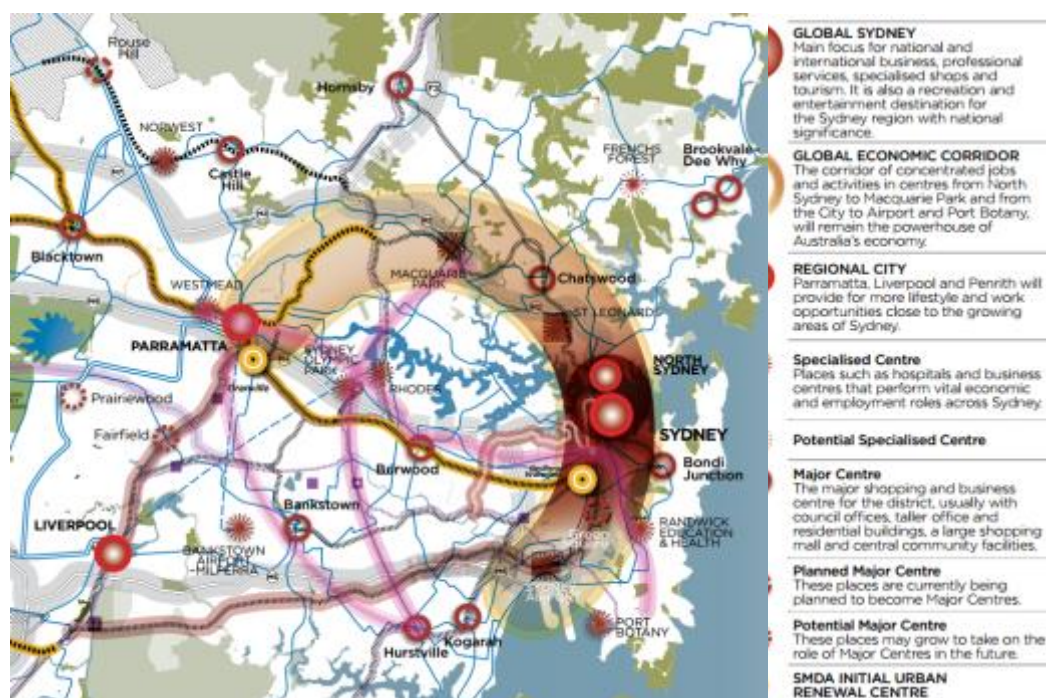 Rouse
Hill
Hornsby
NORWEST
Castle
Hill
FRENCHS
FOREST
Brookvale-
Dee Why
Blacktown
WESTMEAD
MACQUARIE
PARK
Chatswood
ST LEONARDS
PARRAMATTA
SYDNEY
OLYMPIC
PARK
Granville
RHODES
NORTH
SYDNEY
Prairiewood
Fairfield
Burwood
SYDNEY
Bondi
Junction
Bankstown
LIVERPOOL
BANKSTOWN
AIRPORT
-MILPERRA
RANDWICK
EDUCATION
& HEALTH
PORT
BOTANY
Kogarah
Hurstville
GLOBAL SYDNEY
Main focus for national and
international business, professional
services, specialised shops and
tourism. It is also a recreation and
entertainment destination for
the Sydney region with national
significance.
GLOBAL ECONOMIC CORRIDOR
The corridor of concentrated jobs
and activities in centres from North
Sydney to Macquarie Park and from
the City to Airport and Port Botany,
will remain the powerhouse of
Australia's economy.
REGIONAL CITY
Parramatta, Liverpool and Penrith will
provide for more lifestyle and work
opportunities close to the growing
areas of Sydney.
Specialised Centre
Places such as hospitals and business
centres that perform vital economic
and employment roles across Sydney.
Potential Specialised Centre
Major Centre
The major shopping and business
centre for the district, usually with
council offices, taller office and
residential buildings, a large shopping
mall and central community facilities.
Planned Major Centre
These places are currently being
planned to become Major Centres.
Potential Major Centre
These places may grow to take on the
role of Major Centres in the future.
SMDA INITIAL URBAN
RENEWAL CENTRE